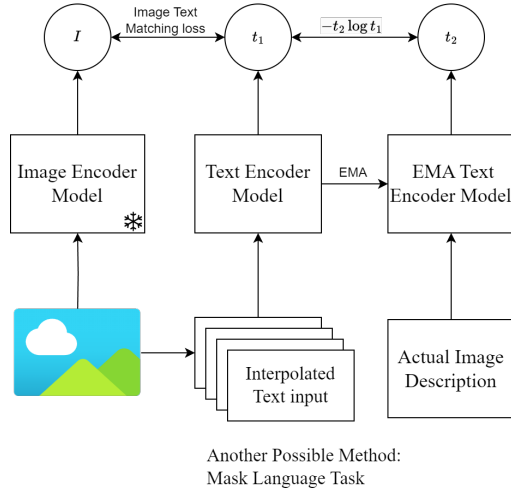 Image Text
Matching loss
I
t₁
−t₂ log t₁
t₂
Image Encoder
Model
Text Encoder
Model
EMA
EMA Text
Encoder Model
Interpolated
Text input
Actual Image
Description
Another Possible Method:
Mask Language Task